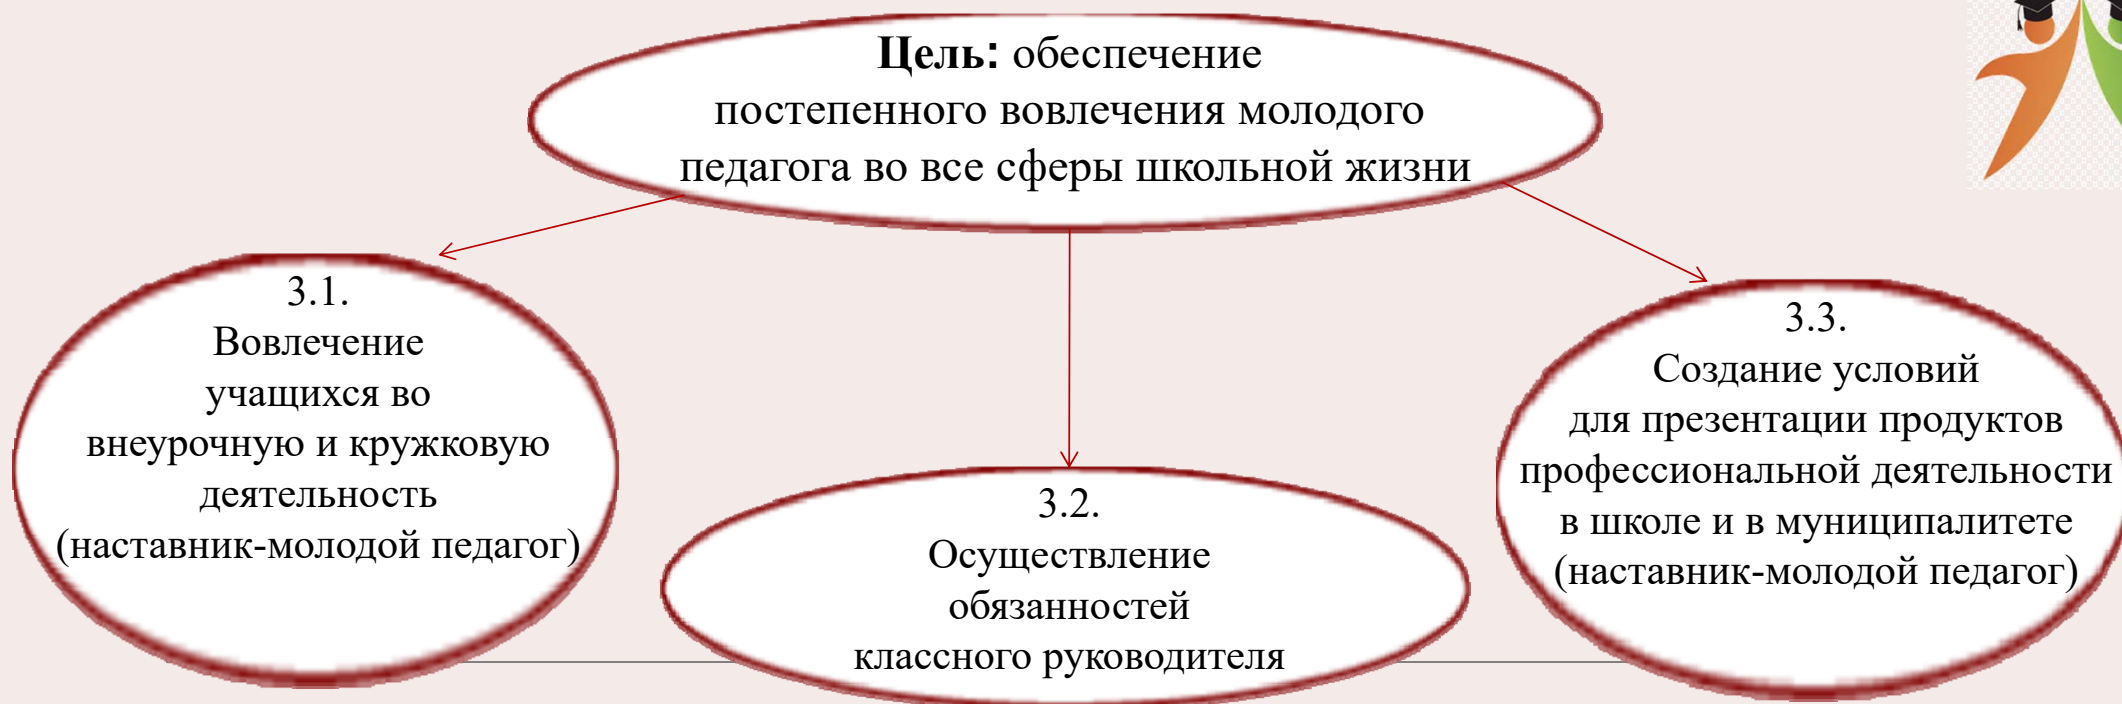 Цель: обеспечение
постепенного вовлечения молодого
педагога во все сферы школьной жизни
3.1.
Вовлечение
учащихся во
внеурочную и кружковую
деятельность
(наставник-молодой педагог)
3.2.
Осуществление
обязанностей
классного руководителя
3.3.
Создание условий
для презентации продуктов
профессиональной деятельности
в школе и в муниципалитете
(наставник-молодой педагог)